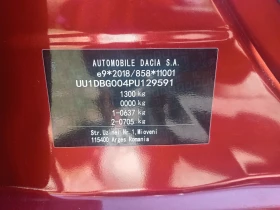 AUTOMOBILE DACIA S.A.
e9*2018/858*11001
UU1DBG004PU129591
1300 kg
0000 kg
1-0637 kg
2-0705 kg
Str. Uzinei Nr.1, Mioveni
115400 Arges Romania